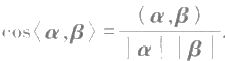 cos⟨α,β⟩ = (α,β) / |α| |β|.